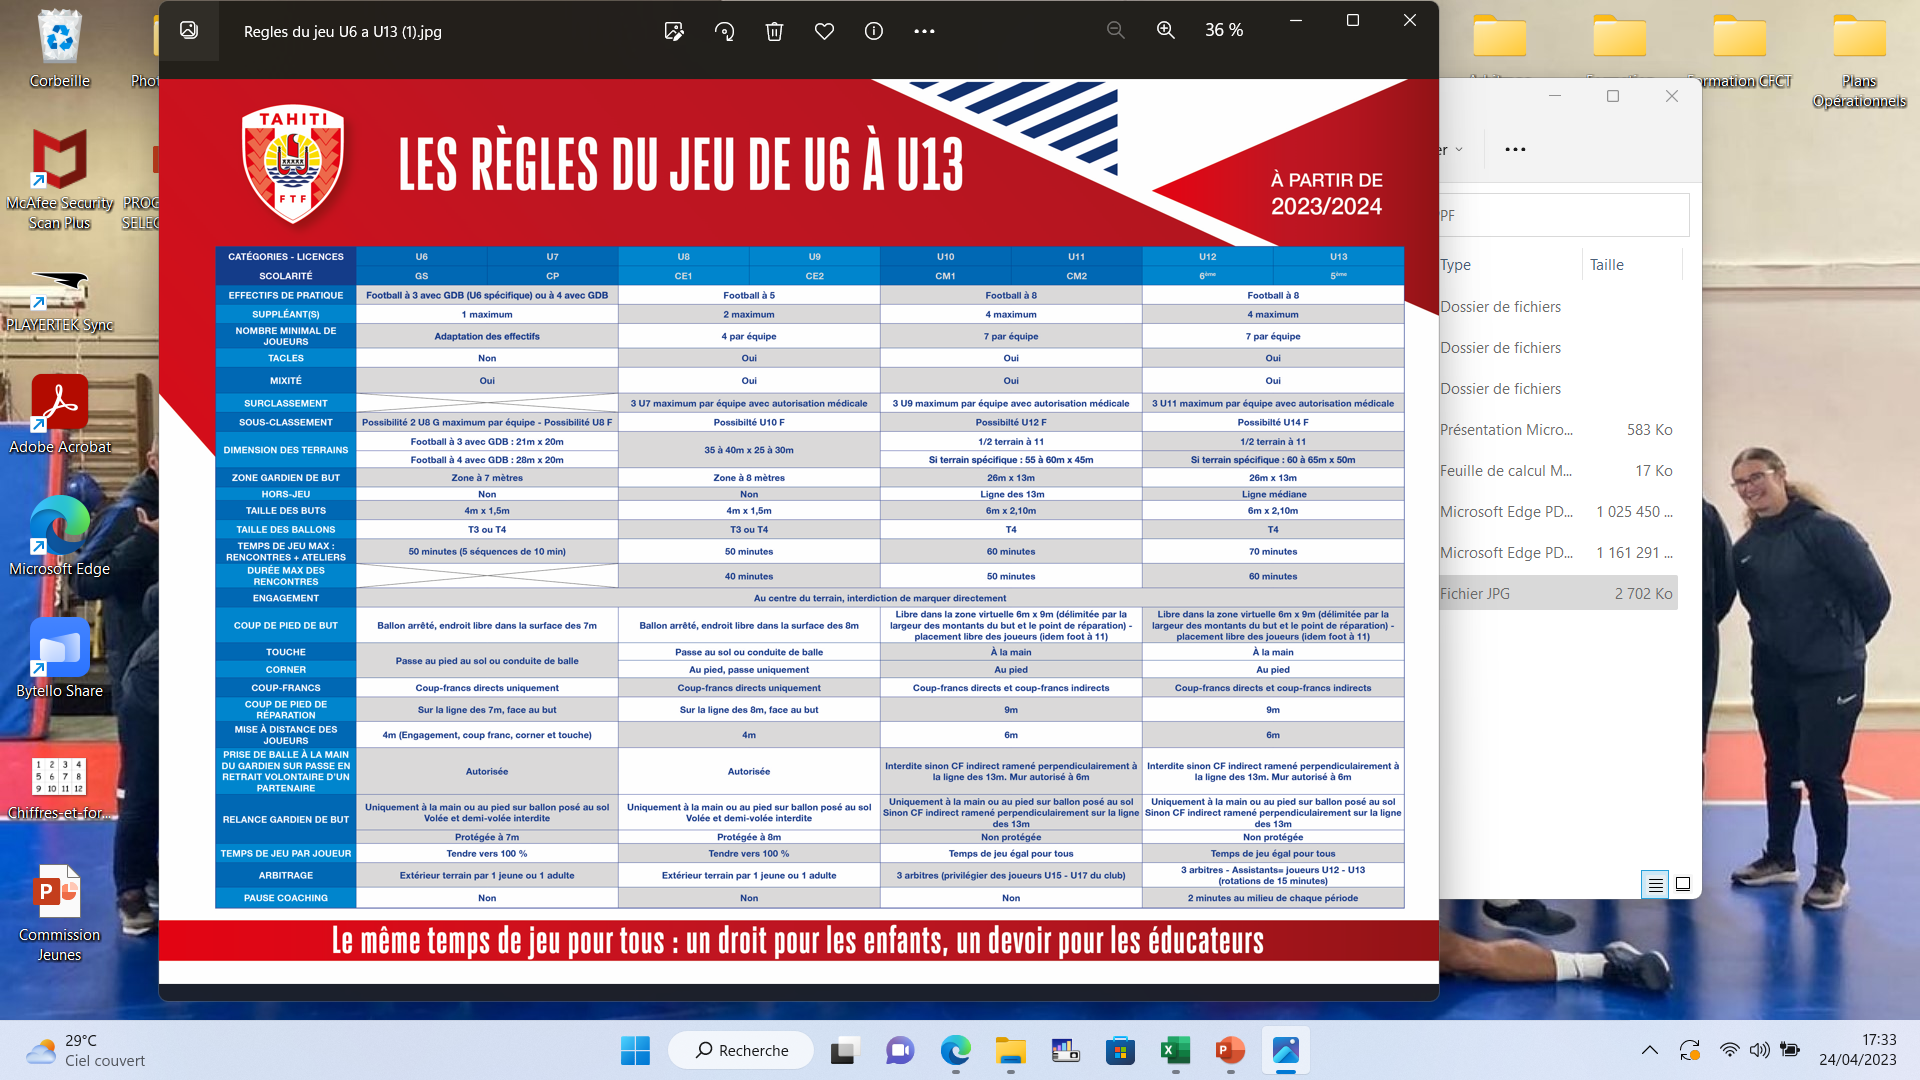 Corbeille
Phot
McAfee Security
Scan Plus
PROG
SELEC
PLAYERTEK Sync
Adobe Acrobat
Microsoft Edge
Bytello Share
1 2 3 4
5 6 7 8
9 10 11 12
Chiffres-et-for...
Commission
Jeunes
Regles du jeu U6 a U13 (1).jpg
36 %
TAHITI
FTF
LES RÈGLES DU JEU DE U6 À U13
À PARTIR DE
2023/2024
CATÉGORIES - LICENCES U6 U7 U8 U9 U10 U11 U12 U13
SCOLARITÉ GS CP CE1 CE2 CM1 CM2 6ème 5ème
EFFECTIFS DE PRATIQUE Football à 3 avec GDB (U6 spécifique) ou à 4 avec GDB Football à 5 Football à 8 Football à 8
SUPPLÉANT(S) 1 maximum 2 maximum 4 maximum 4 maximum
NOMBRE MINIMAL DE
JOUEURS Adaptation des effectifs 4 par équipe 7 par équipe 7 par équipe
TACLES Non Oui Oui Oui
MIXITÉ Oui Oui Oui Oui
SURCLASSEMENT 3 U7 maximum par équipe avec autorisation médicale 3 U9 maximum par équipe avec autorisation médicale 3 U11 maximum par équipe avec autorisation médicale
SOUS-CLASSEMENT Possibilité 2 U8 G maximum par équipe - Possibilité U8 F Possibilté U10 F Possibilté U12 F Possibilté U14 F
DIMENSION DES TERRAINS
Football à 3 avec GDB : 21m x 20m
Football à 4 avec GDB : 28m x 20m
35 à 40m x 25 à 30m
1/2 terrain à 11
Si terrain spécifique : 55 à 60m x 45m
1/2 terrain à 11
Si terrain spécifique : 60 à 65m x 50m
ZONE GARDIEN DE BUT Zone à 7 mètres Zone à 8 mètres 26m x 13m 26m x 13m
HORS-JEU Non Non Ligne des 13m Ligne médiane
TAILLE DES BUTS 4m x 1,5m 4m x 1,5m 6m x 2,10m 6m x 2,10m
TAILLE DES BALLONS T3 ou T4 T3 ou T4 T4 T4
TEMPS DE JEU MAX :
RENCONTRES + ATELIERS 50 minutes (5 séquences de 10 min) 50 minutes 60 minutes 70 minutes
DURÉE MAX DES
RENCONTRES 40 minutes 50 minutes 60 minutes
ENGAGEMENT Au centre du terrain, interdiction de marquer directement
COUP DE PIED DE BUT
Ballon arrêté, endroit libre dans la surface des 7m
Ballon arrêté, endroit libre dans la surface des 8m
Libre dans la zone virtuelle 6m x 9m (délimitée par la
largeur des montants du but et le point de réparation) -
placement libre des joueurs (idem foot à 11)
Libre dans la zone virtuelle 6m x 9m (délimitée par la
largeur des montants du but et le point de réparation) -
placement libre des joueurs (idem foot à 11)
TOUCHE Passe au pied au sol ou conduite de balle Passe au sol ou conduite de balle À la main À la main
CORNER Au pied, passe uniquement Au pied Au pied
COUP-FRANCS Coup-francs directs uniquement Coup-francs directs uniquement Coup-francs directs et coup-francs indirects Coup-francs directs et coup-francs indirects
COUP DE PIED DE
RÉPARATION Sur la ligne des 7m, face au but Sur la ligne des 8m, face au but 9m 9m
MISE À DISTANCE DES
JOUEURS 4m (Engagement, coup franc, corner et touche) 4m 6m 6m
PRISE DE BALLE À LA MAIN
DU GARDIEN SUR PASSE EN
RETRAIT VOLONTAIRE D'UN
PARTENAIRE
Autorisée
Autorisée
Interdite sinon CF indirect ramené perpendiculairement à
la ligne des 13m. Mur autorisé à 6m
Interdite sinon CF indirect ramené perpendiculairement à
la ligne des 13m. Mur autorisé à 6m
RELANCE GARDIEN DE BUT
Uniquement à la main ou au pied sur ballon posé au sol
Volée et demi-volée interdite
Protégée à 7m
Uniquement à la main ou au pied sur ballon posé au sol
Volée et demi-volée interdite
Protégée à 8m
Uniquement à la main ou au pied sur ballon posé au sol
Sinon CF indirect ramené perpendiculairement sur la ligne
des 13m
Non protégée
Uniquement à la main ou au pied sur ballon posé au sol
Sinon CF indirect ramené perpendiculairement sur la ligne
des 13m
Non protégée
TEMPS DE JEU PAR JOUEUR Tendre vers 100 % Tendre vers 100 % Temps de jeu égal pour tous Temps de jeu égal pour tous
ARBITRAGE Extérieur terrain par 1 jeune ou 1 adulte Extérieur terrain par 1 jeune ou 1 adulte 3 arbitres (privilégier des joueurs U15 - U17 du club) 3 arbitres - Assistants= joueurs U12 - U13
(rotations de 15 minutes)
PAUSE COACHING Non Non Non 2 minutes au milieu de chaque période
Le même temps de jeu pour tous : un droit pour les enfants, un devoir pour les éducateurs
Formation CFCT
Plans
Opérationnels
er
PF
Type Taille
Dossier de fichiers
Dossier de fichiers
Dossier de fichiers
Présentation Micro... 583 Ko
Feuille de calcul M... 17 Ko
Microsoft Edge PD... 1 025 450 ...
Microsoft Edge PD... 1 161 291 ...
Fichier JPG 2 702 Ko
29°C
Ciel couvert
Recherche
17:33
24/04/2023